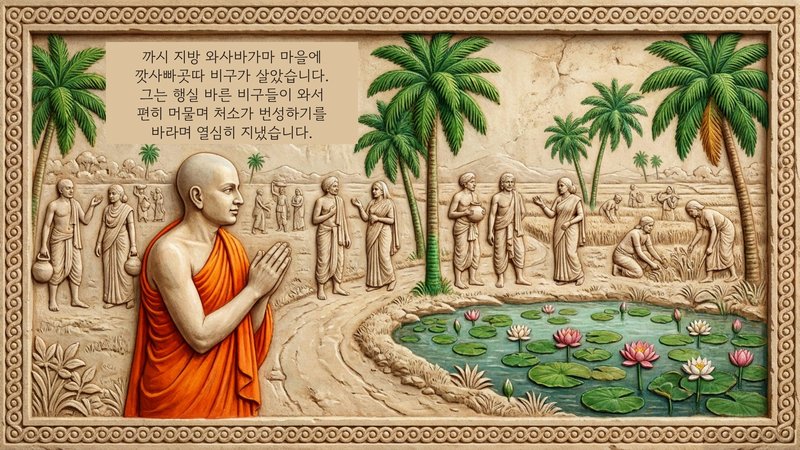 까시 지방 와사바가마 마을에
깟사빠곳따 비구가 살았습니다.
그는 행실 바른 비구들이 와서
편히 머물며 처소가 번성하기를
바라며 열심히 지냈습니다.